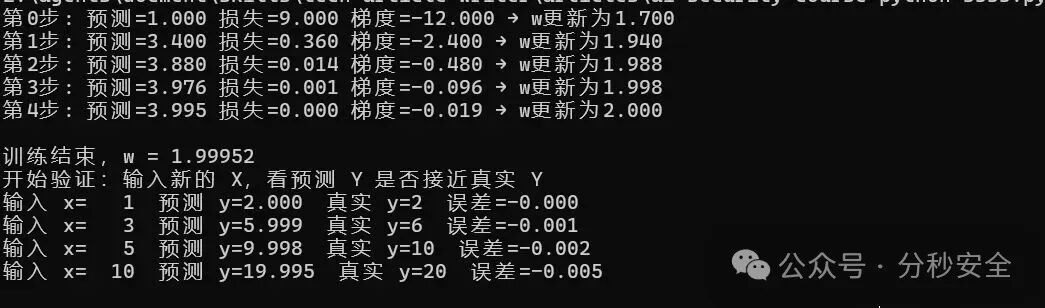 第0步: 预测=1.000 损失=9.000 梯度=-12.000 → w更新为1.700
第1步: 预测=3.400 损失=0.360 梯度=-2.400 → w更新为1.940
第2步: 预测=3.880 损失=0.014 梯度=-0.480 → w更新为1.988
第3步: 预测=3.976 损失=0.001 梯度=-0.096 → w更新为1.998
第4步: 预测=3.995 损失=0.000 梯度=-0.019 → w更新为2.000
训练结束, w = 1.99952
开始验证: 输入新的 X, 看预测 Y 是否接近真实 Y
输入 x=   1  预测 y=2.000  真实 y=2  误差=-0.000
输入 x=   3  预测 y=5.999  真实 y=6  误差=-0.001
输入 x=   5  预测 y=9.998  真实 y=10  误差=-0.002
输入 x=  10  预测 y=19.995  真实 y=20  误差=-0.005
公众号 · 分秒安全